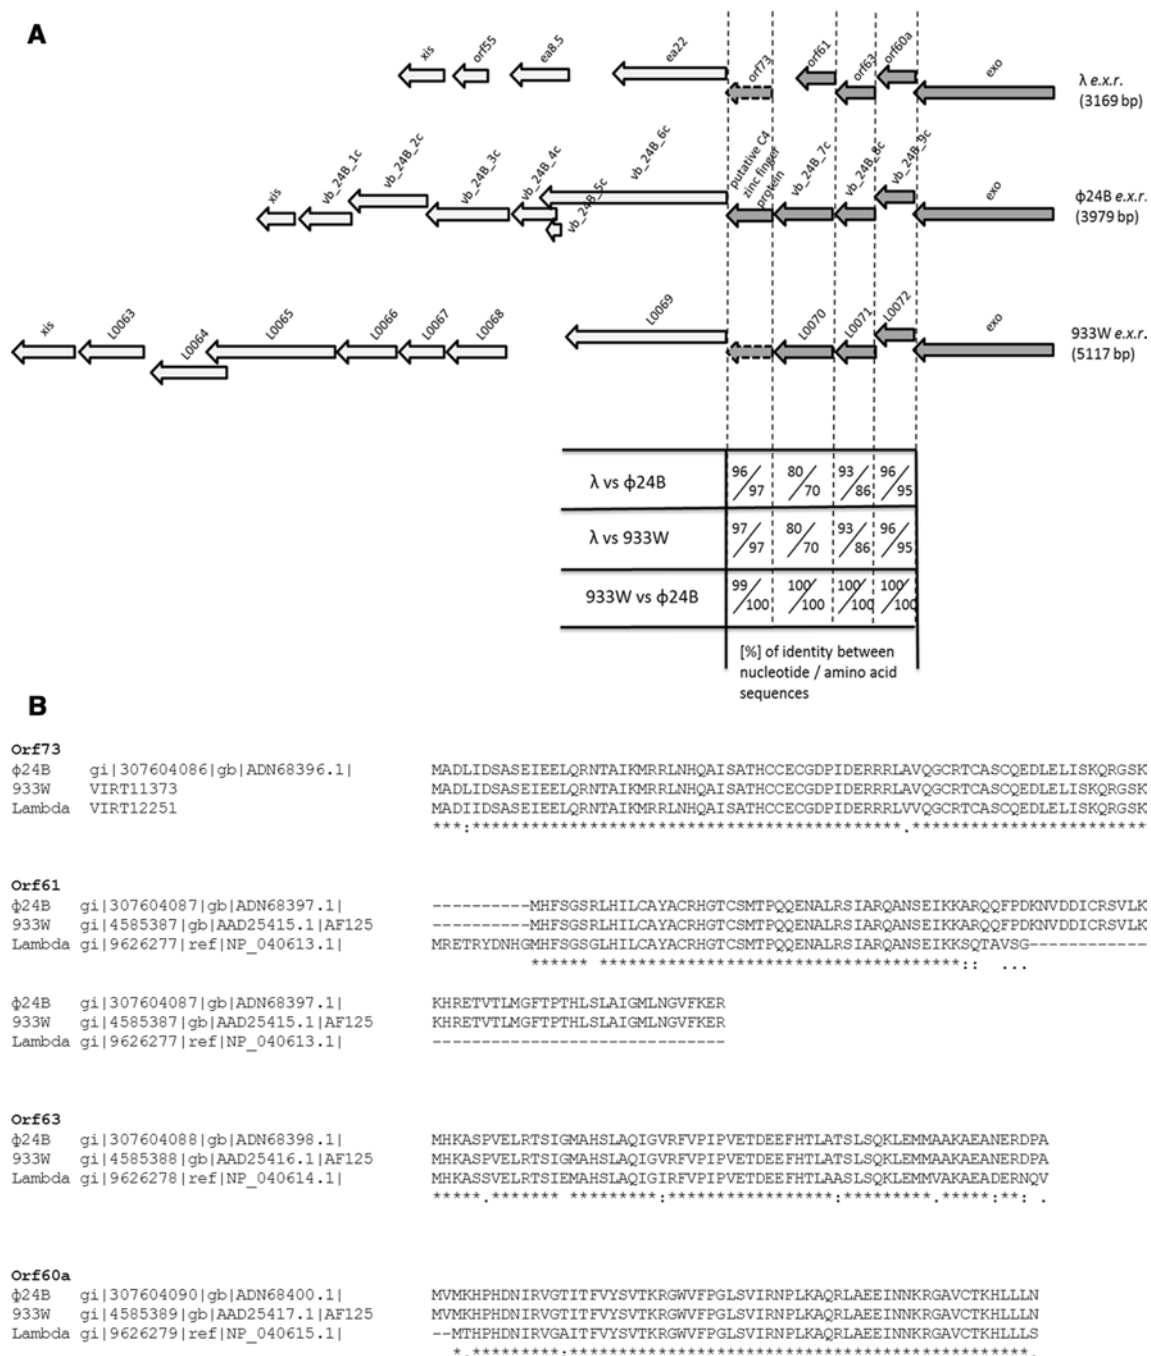 A
xis
orf55
ea8.5
ea22
orf73
orf61
orf63
orf60a
exo
λ e.x.r.
(3169 bp)
xis
vb_24B_1c
vb_24B_2c
vb_24B_3c
vb_24B_4c
vb_24B_5c
vb_24B_6c
putative C4
zinc finger
protein
vb_24B_7c
vb_24B_8c
vb_24B_9c
exo
ϕ24B e.x.r.
(3979 bp)
xis
L0063
L0064
L0065
L0066
L0067
L0068
L0069
L0070
L0071
L0072
exo
933W e.x.r.
(5117 bp)
λ vs ϕ24B 96/97 80/70 93/86 96/95
λ vs 933W 97/97 80/70 93/86 96/95
933W vs ϕ24B 99/100 100/100 100/100 100/100
[%] of identity between
nucleotide / amino acid
sequences
B
Orf73
ϕ24B gi|307604086|gb|ADN68396.1| MADLIDSASEIEELQRNTAIKMRRLNHQAISATHCCECGDPIDERRRLAVQGCRTCASCQEDLELISKQRGSK
933W VIRT11373 MADLIDSASEIEELQRNTAIKMRRLNHQAISATHCCECGDPIDERRRLAVQGCRTCASCQEDLELISKQRGSK
Lambda VIRT12251 MADIIDSASEIEELQRNTAIKMRRLNHQAISATHCCECGDPIDERRRLVVQGCRTCASCQEDLELISKQRGSK
***:********************************************.************************
Orf61
ϕ24B gi|307604087|gb|ADN68397.1| ----------MHFSGSRLHILCAYACRHGTCSMTPQQENALRSIARQANSEIKKARQQFPDKNVDDICRSVLK
933W gi|4585387|gb|AAD25415.1|AF125 ----------MHFSGSRLHILCAYACRHGTCSMTPQQENALRSIARQANSEIKKARQQFPDKNVDDICRSVLK
Lambda gi|9626277|ref|NP_040613.1| MRETRYDNHGMHFSGSGLHILCAYACRHGTCSMTPQQENALRSIARQANSEIKKSQTAVSG------------
****** *************************************:: ...
ϕ24B gi|307604087|gb|ADN68397.1| KHRETVTLMGFTPTHLSLAIGMLNGVFKER
933W gi|4585387|gb|AAD25415.1|AF125 KHRETVTLMGFTPTHLSLAIGMLNGVFKER
Lambda gi|9626277|ref|NP_040613.1| ------------------------------
Orf63
ϕ24B gi|307604088|gb|ADN68398.1| MHKASPVELRTSIGMAHSLAQIGVRFVPIPVETDEEFHTLATSLSQKLEMMAAKAEANERDPA
933W gi|4585388|gb|AAD25416.1|AF125 MHKASPVELRTSIGMAHSLAQIGVRFVPIPVETDEEFHTLATSLSQKLEMMAAKAEANERDPA
Lambda gi|9626278|ref|NP_040614.1| MHKASSVELRTSIEMAHSLAQIGIRFVPIPVETDEEFHTLAASLSQKLEMMVAKAEADERNQV
*****.******* *********:*****************:*********.*****:**: .
Orf60a
ϕ24B gi|307604090|gb|ADN68400.1| MVMKHPHDNIRVGTITFVYSVTKRGWVFPGLSVIRNPLKAQRLAEEINNKRGAVCTKHLLLN
933W gi|4585389|gb|AAD25417.1|AF125 MVMKHPHDNIRVGTITFVYSVTKRGWVFPGLSVIRNPLKAQRLAEEINNKRGAVCTKHLLLN
Lambda gi|9626279|ref|NP_040615.1| --MTHPHDNIRVGAITFVYSVTKRGWVFPGLSVIRNPLKAQRLAEEINNKRGAVCTKHLLLS
*.*********:***********************************************.